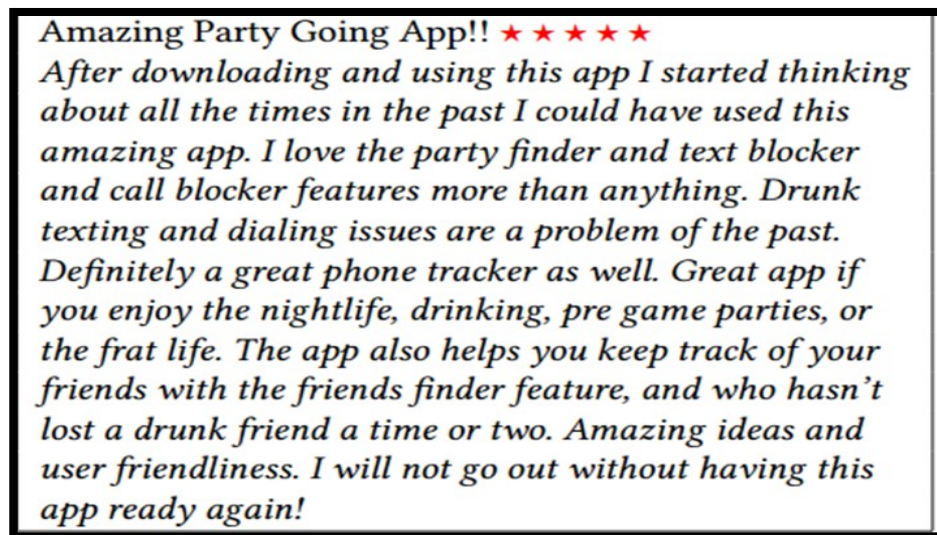 Amazing Party Going App!! ★ ★ ★ ★ ★
After downloading and using this app I started thinking
about all the times in the past I could have used this
amazing app. I love the party finder and text blocker
and call blocker features more than anything. Drunk
texting and dialing issues are a problem of the past.
Definitely a great phone tracker as well. Great app if
you enjoy the nightlife, drinking, pre game parties, or
the frat life. The app also helps you keep track of your
friends with the friends finder feature, and who hasn't
lost a drunk friend a time or two. Amazing ideas and
user friendliness. I will not go out without having this
app ready again!